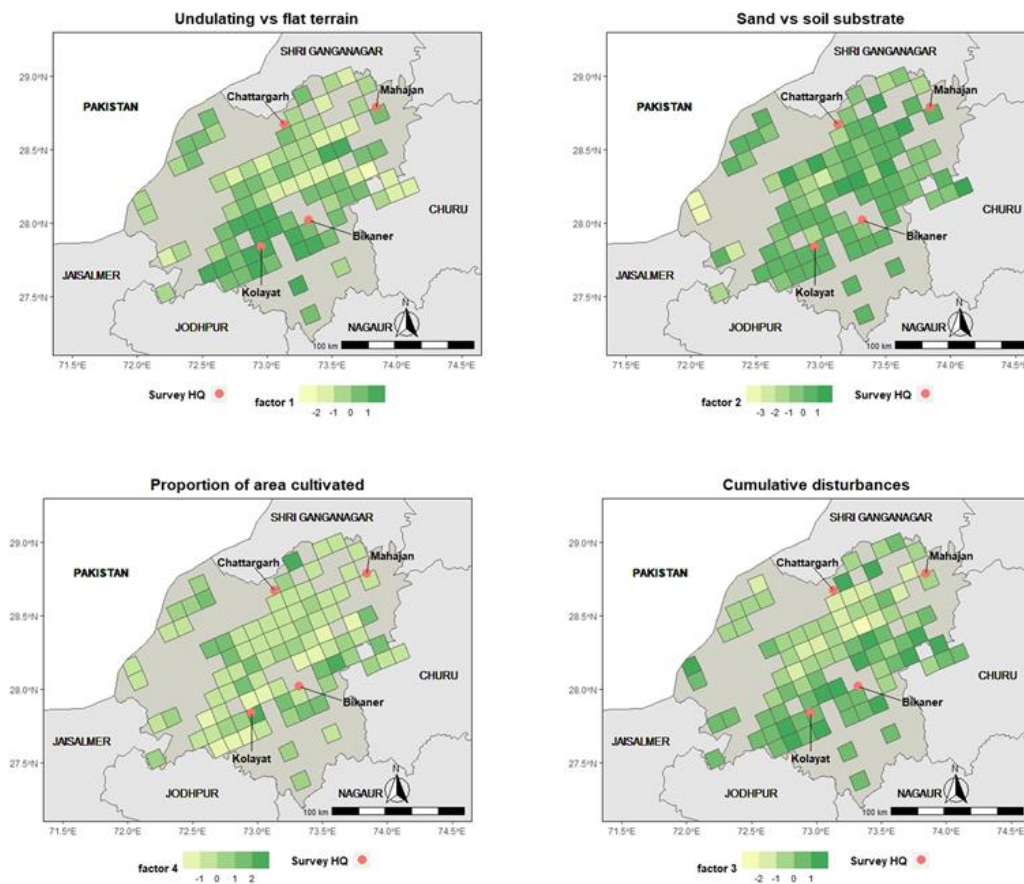 Undulating vs flat terrain
SHRI GANGANAGAR
29.0°N
Mahajan
Chattargarh
PAKISTAN
28.5°N
CHURU
28.0°N
Bikaner
JAISALMER
27.5°N
Kolayat
N
JODHPUR
NAGAUR
100 km
71.5°E 72.0°E 72.5°E 73.0°E 73.5°E 74.0°E 74.5°E
Survey HQ
factor 1
-2 -1 0 1
Sand vs soil substrate
SHRI GANGANAGAR
29.0°N
Mahajan
Chattargarh
PAKISTAN
28.5°N
CHURU
28.0°N
Bikaner
JAISALMER
27.5°N
Kolayat
N
JODHPUR
NAGAUR
100 km
71.5°E 72.0°E 72.5°E 73.0°E 73.5°E 74.0°E 74.5°E
factor 2
-3 -2 -1 0 1
Survey HQ
Proportion of area cultivated
SHRI GANGANAGAR
29.0°N
Mahajan
Chattargarh
PAKISTAN
28.5°N
CHURU
28.0°N
Bikaner
JAISALMER
27.5°N
Kolayat
N
JODHPUR
NAGAUR
100 km
71.5°E 72.0°E 72.5°E 73.0°E 73.5°E 74.0°E 74.5°E
factor 4
-1 0 1 2
Survey HQ
Cumulative disturbances
SHRI GANGANAGAR
29.0°N
Mahajan
Chattargarh
PAKISTAN
28.5°N
CHURU
28.0°N
Bikaner
JAISALMER
27.5°N
Kolayat
N
JODHPUR
NAGAUR
100 km
71.5°E 72.0°E 72.5°E 73.0°E 73.5°E 74.0°E 74.5°E
factor 3
-2 -1 0 1
Survey HQ